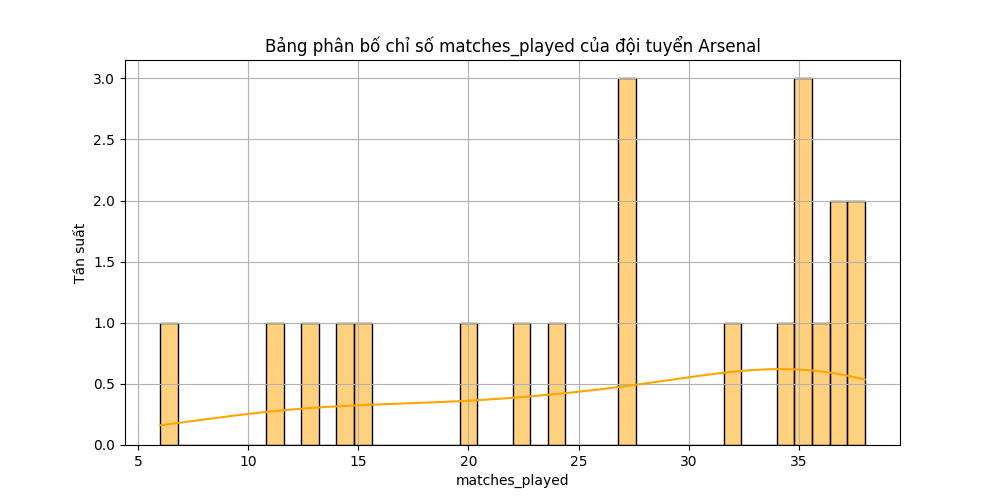 Bảng phân bố chỉ số matches_played của đội tuyển Arsenal
Tần suất
3.0
2.5
2.0
1.5
1.0
0.5
0.0
5 10 15 20 25 30 35
matches_played